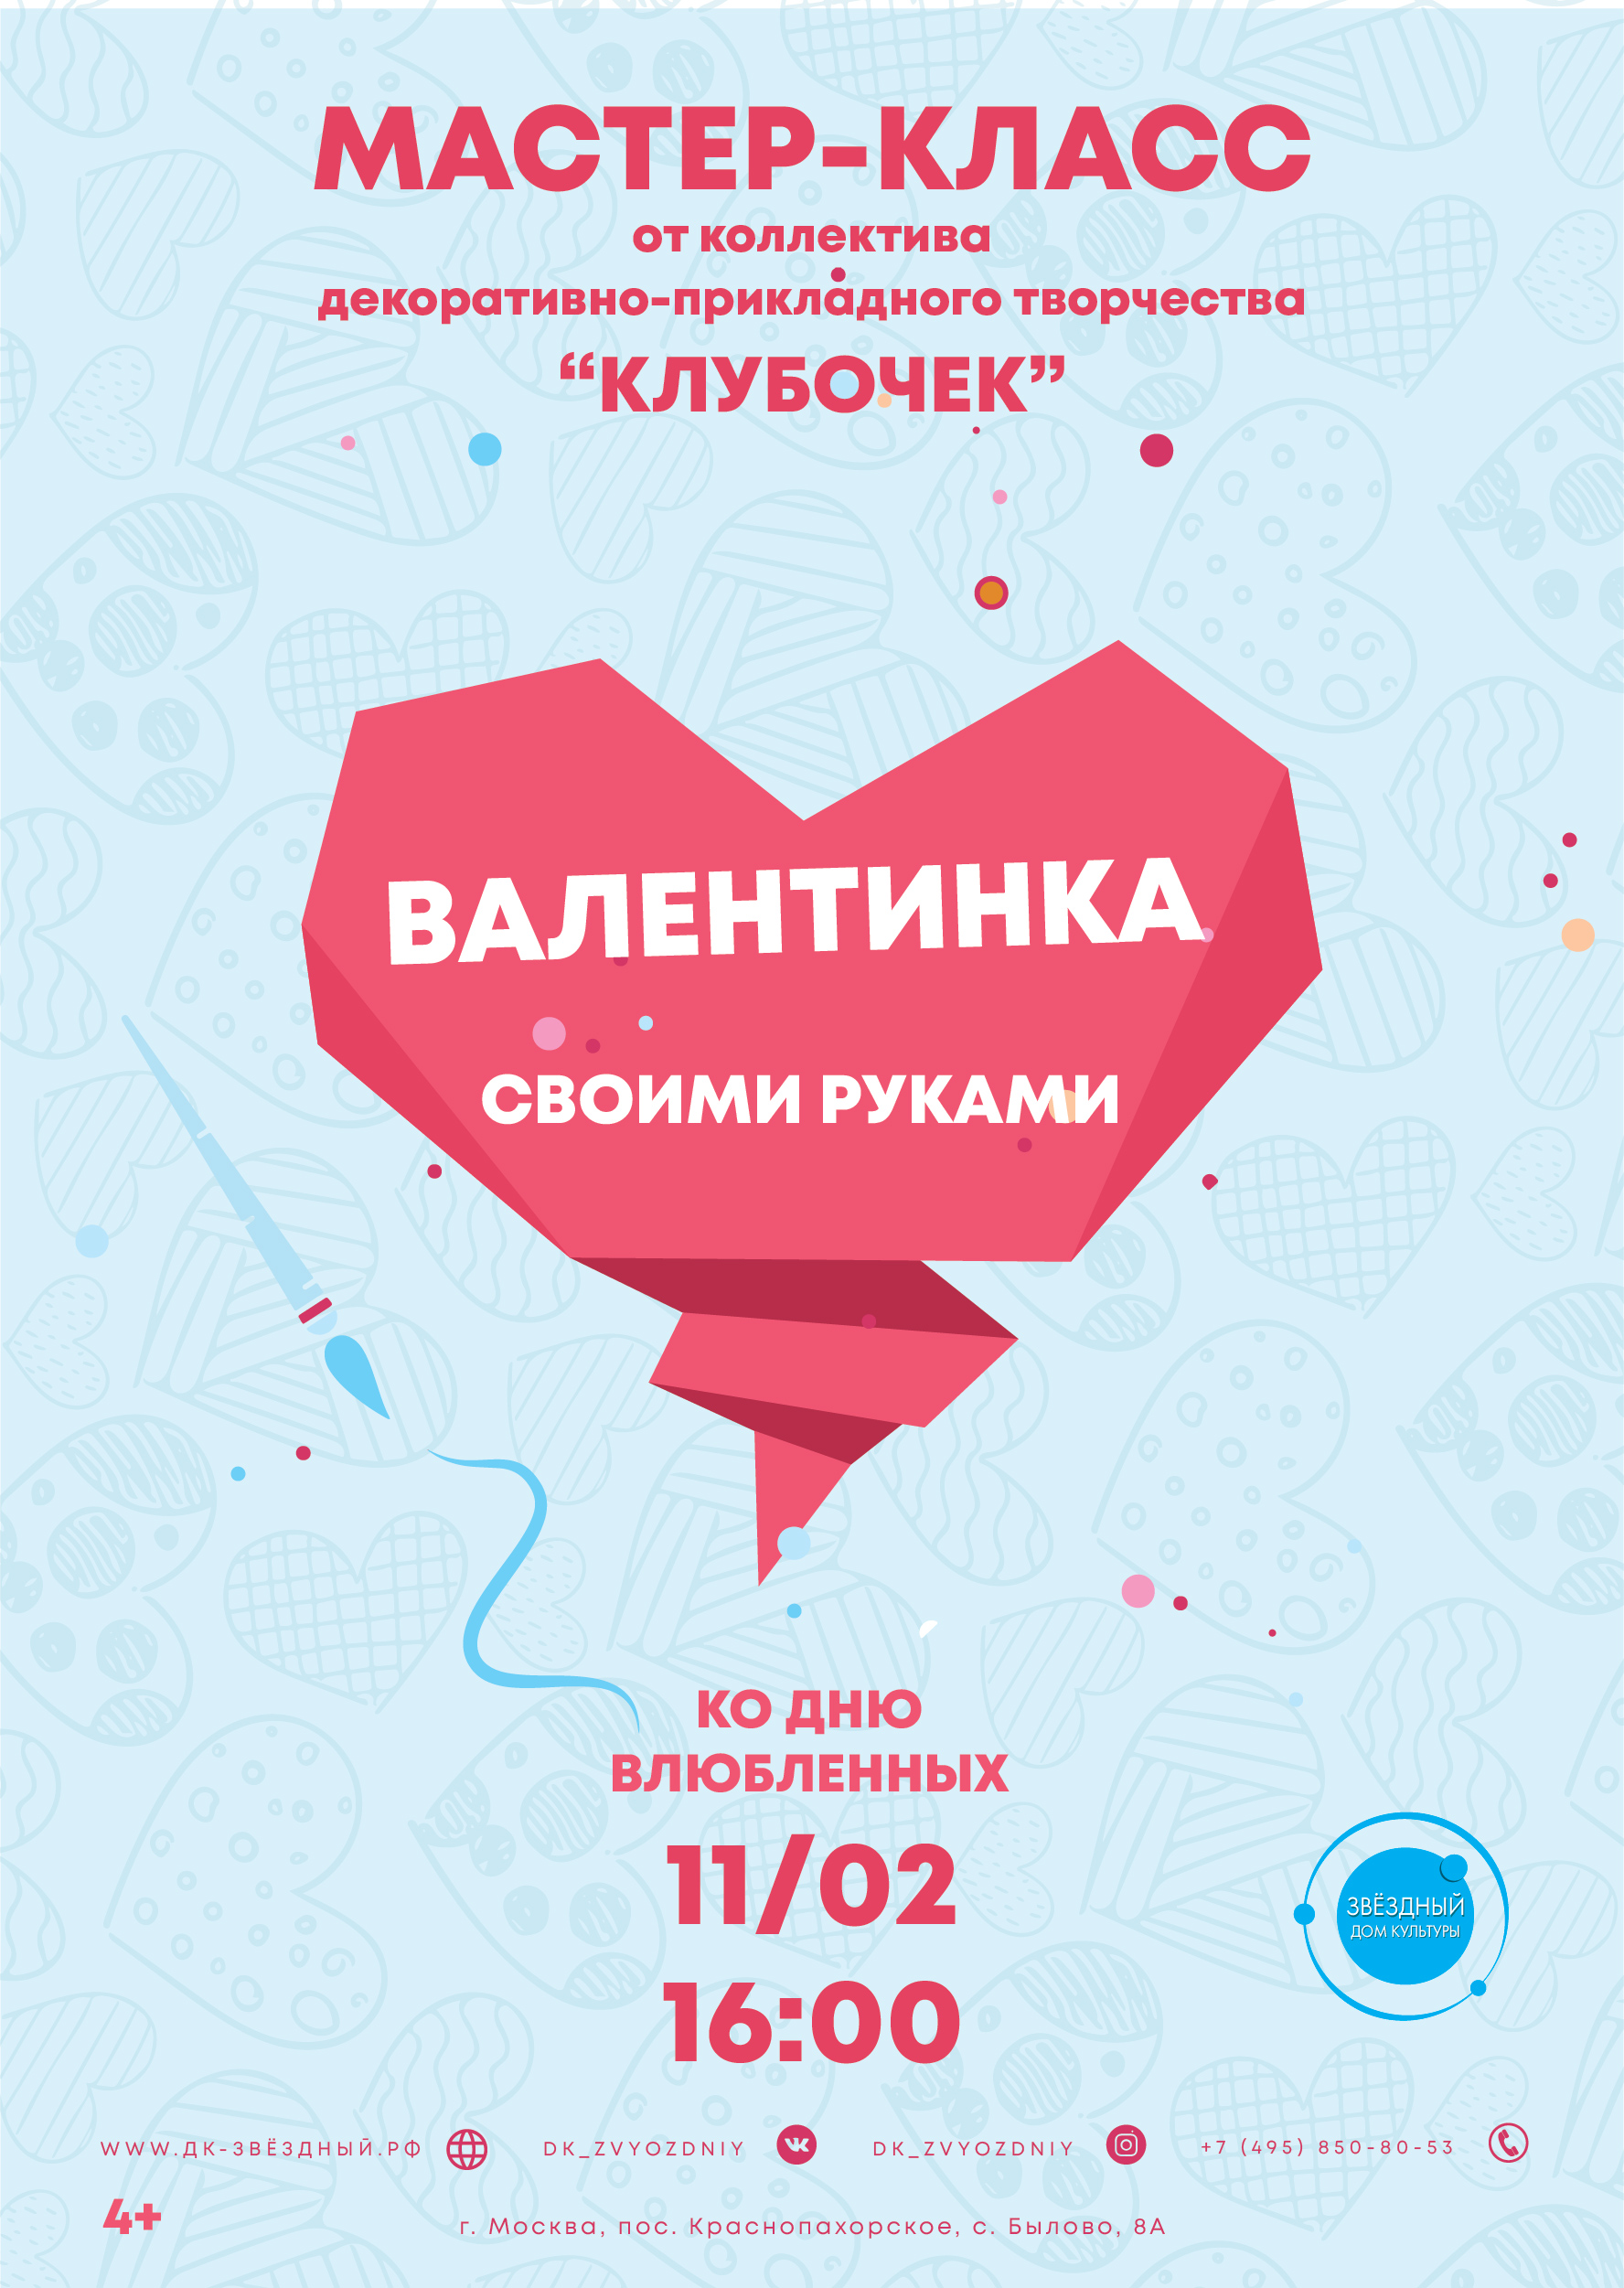 МАСТЕР-КЛАСС
от коллектива
декоративно-прикладного творчества
“КЛУБОЧЕК”
ВАЛЕНТИНКА
СВОИМИ РУКАМИ
КО ДНЮ
ВЛЮБЛЕННЫХ
11/02
16:00
ЗВЁЗДНЫЙ
ДОМ КУЛЬТУРЫ
WWW.ДК-ЗВЁЗДНЫЙ.РФ
DK_ZVYOZDNIY
DK_ZVYOZDNIY
+7 (495) 850-80-53
4+
г. Москва, пос. Краснопахорское, с. Былово, 8А